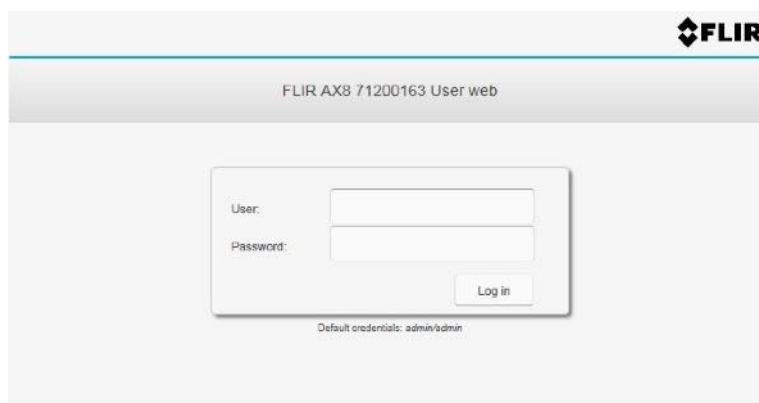 FLIR
FLIR AX8 71200163 User web
User:
Password:
Log in
Default credentials: admin/admin